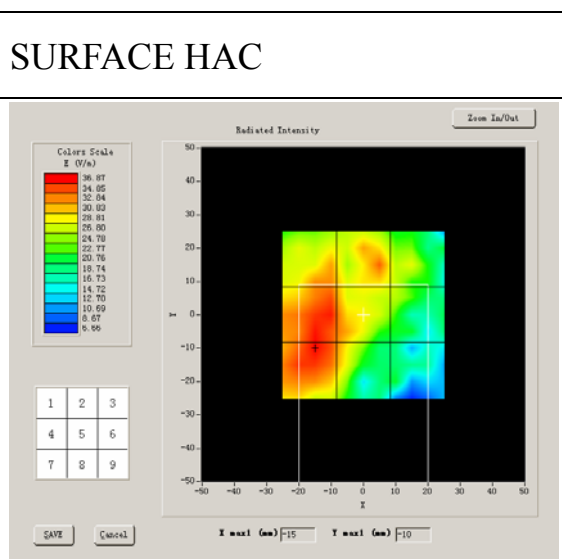 SURFACE HAC
Zoom In/Out
Radiated Intensity
Colors Scale
E (V/m)
36.87
34.85
32.84
30.83
28.81
26.80
24.78
22.77
20.76
18.74
16.73
14.72
12.70
10.69
8.67
6.66
50
40
30
20
10
0
-10
-20
-30
-40
-50
Y
-50 -40 -30 -20 -10 0 10 20 30 40 50
X
1 2 3
4 5 6
7 8 9
SAVE Cancel
X maxi (mm) -15 Y maxi (mm) -10